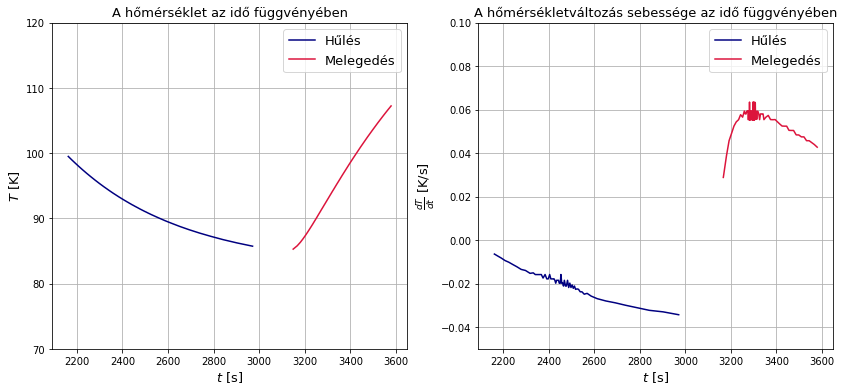 A hőmérséklet az idő függvényében
120
110
100
90
80
70
T [K]
2200 2400 2600 2800 3000 3200 3400 3600
t [s]
Hűlés
Melegedés
A hőmérsékletváltozás sebessége az idő függvényében
0.10
0.08
0.06
0.04
0.02
0.00
−0.02
−0.04
dT/dt [K/s]
2200 2400 2600 2800 3000 3200 3400 3600
t [s]
Hűlés
Melegedés